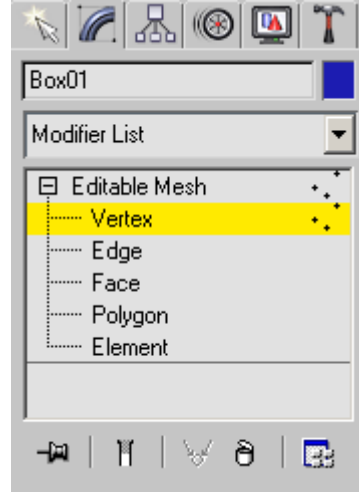 Box01
Modifier List
Editable Mesh
Vertex
Edge
Face
Polygon
Element